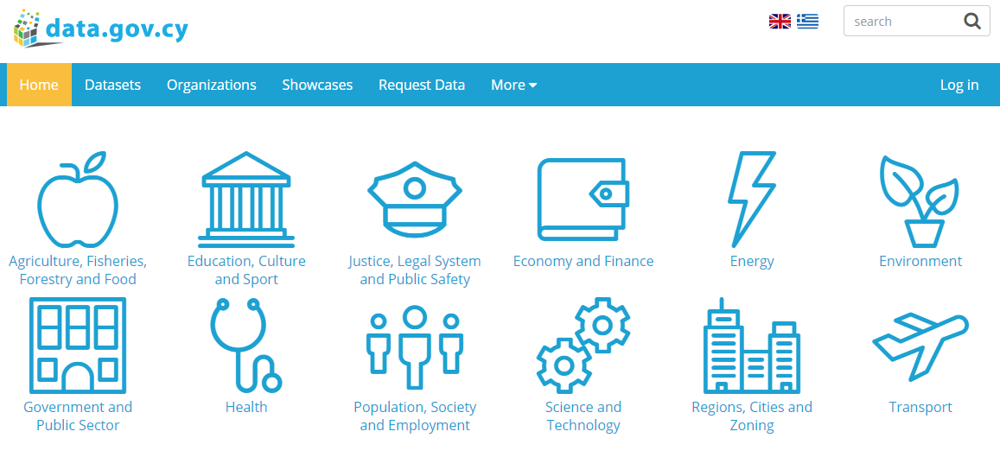 data.gov.cy
search
Home Datasets Organizations Showcases Request Data More Log in
Agriculture, Fisheries,
Forestry and Food
Education, Culture
and Sport
Justice, Legal System
and Public Safety
Economy and Finance
Energy
Environment
Government and
Public Sector
Health
Population, Society
and Employment
Science and
Technology
Regions, Cities and
Zoning
Transport